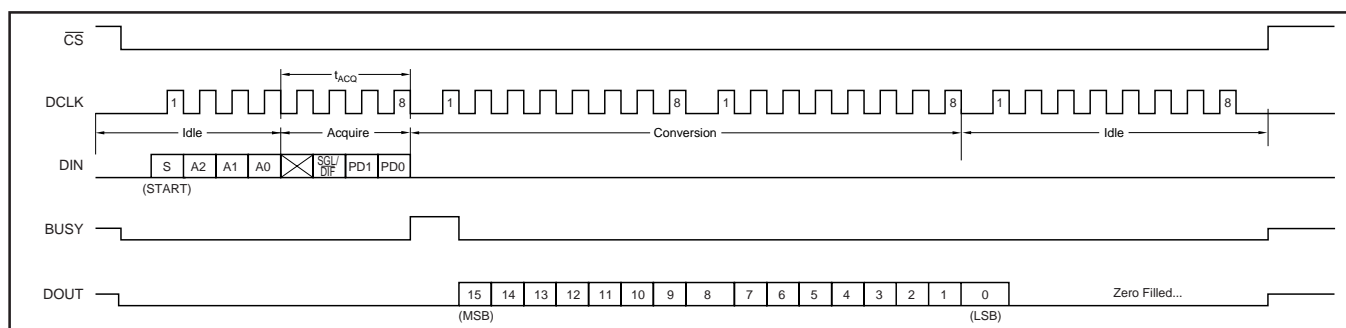 CS
tACQ
DCLK 1 8 1 8 1 8 1 8
Idle Acquire Conversion Idle
DIN S A2 A1 A0 SGL/DIF PD1 PD0
(START)
BUSY
DOUT 15 14 13 12 11 10 9 8 7 6 5 4 3 2 1 0 Zero Filled...
(MSB) (LSB)